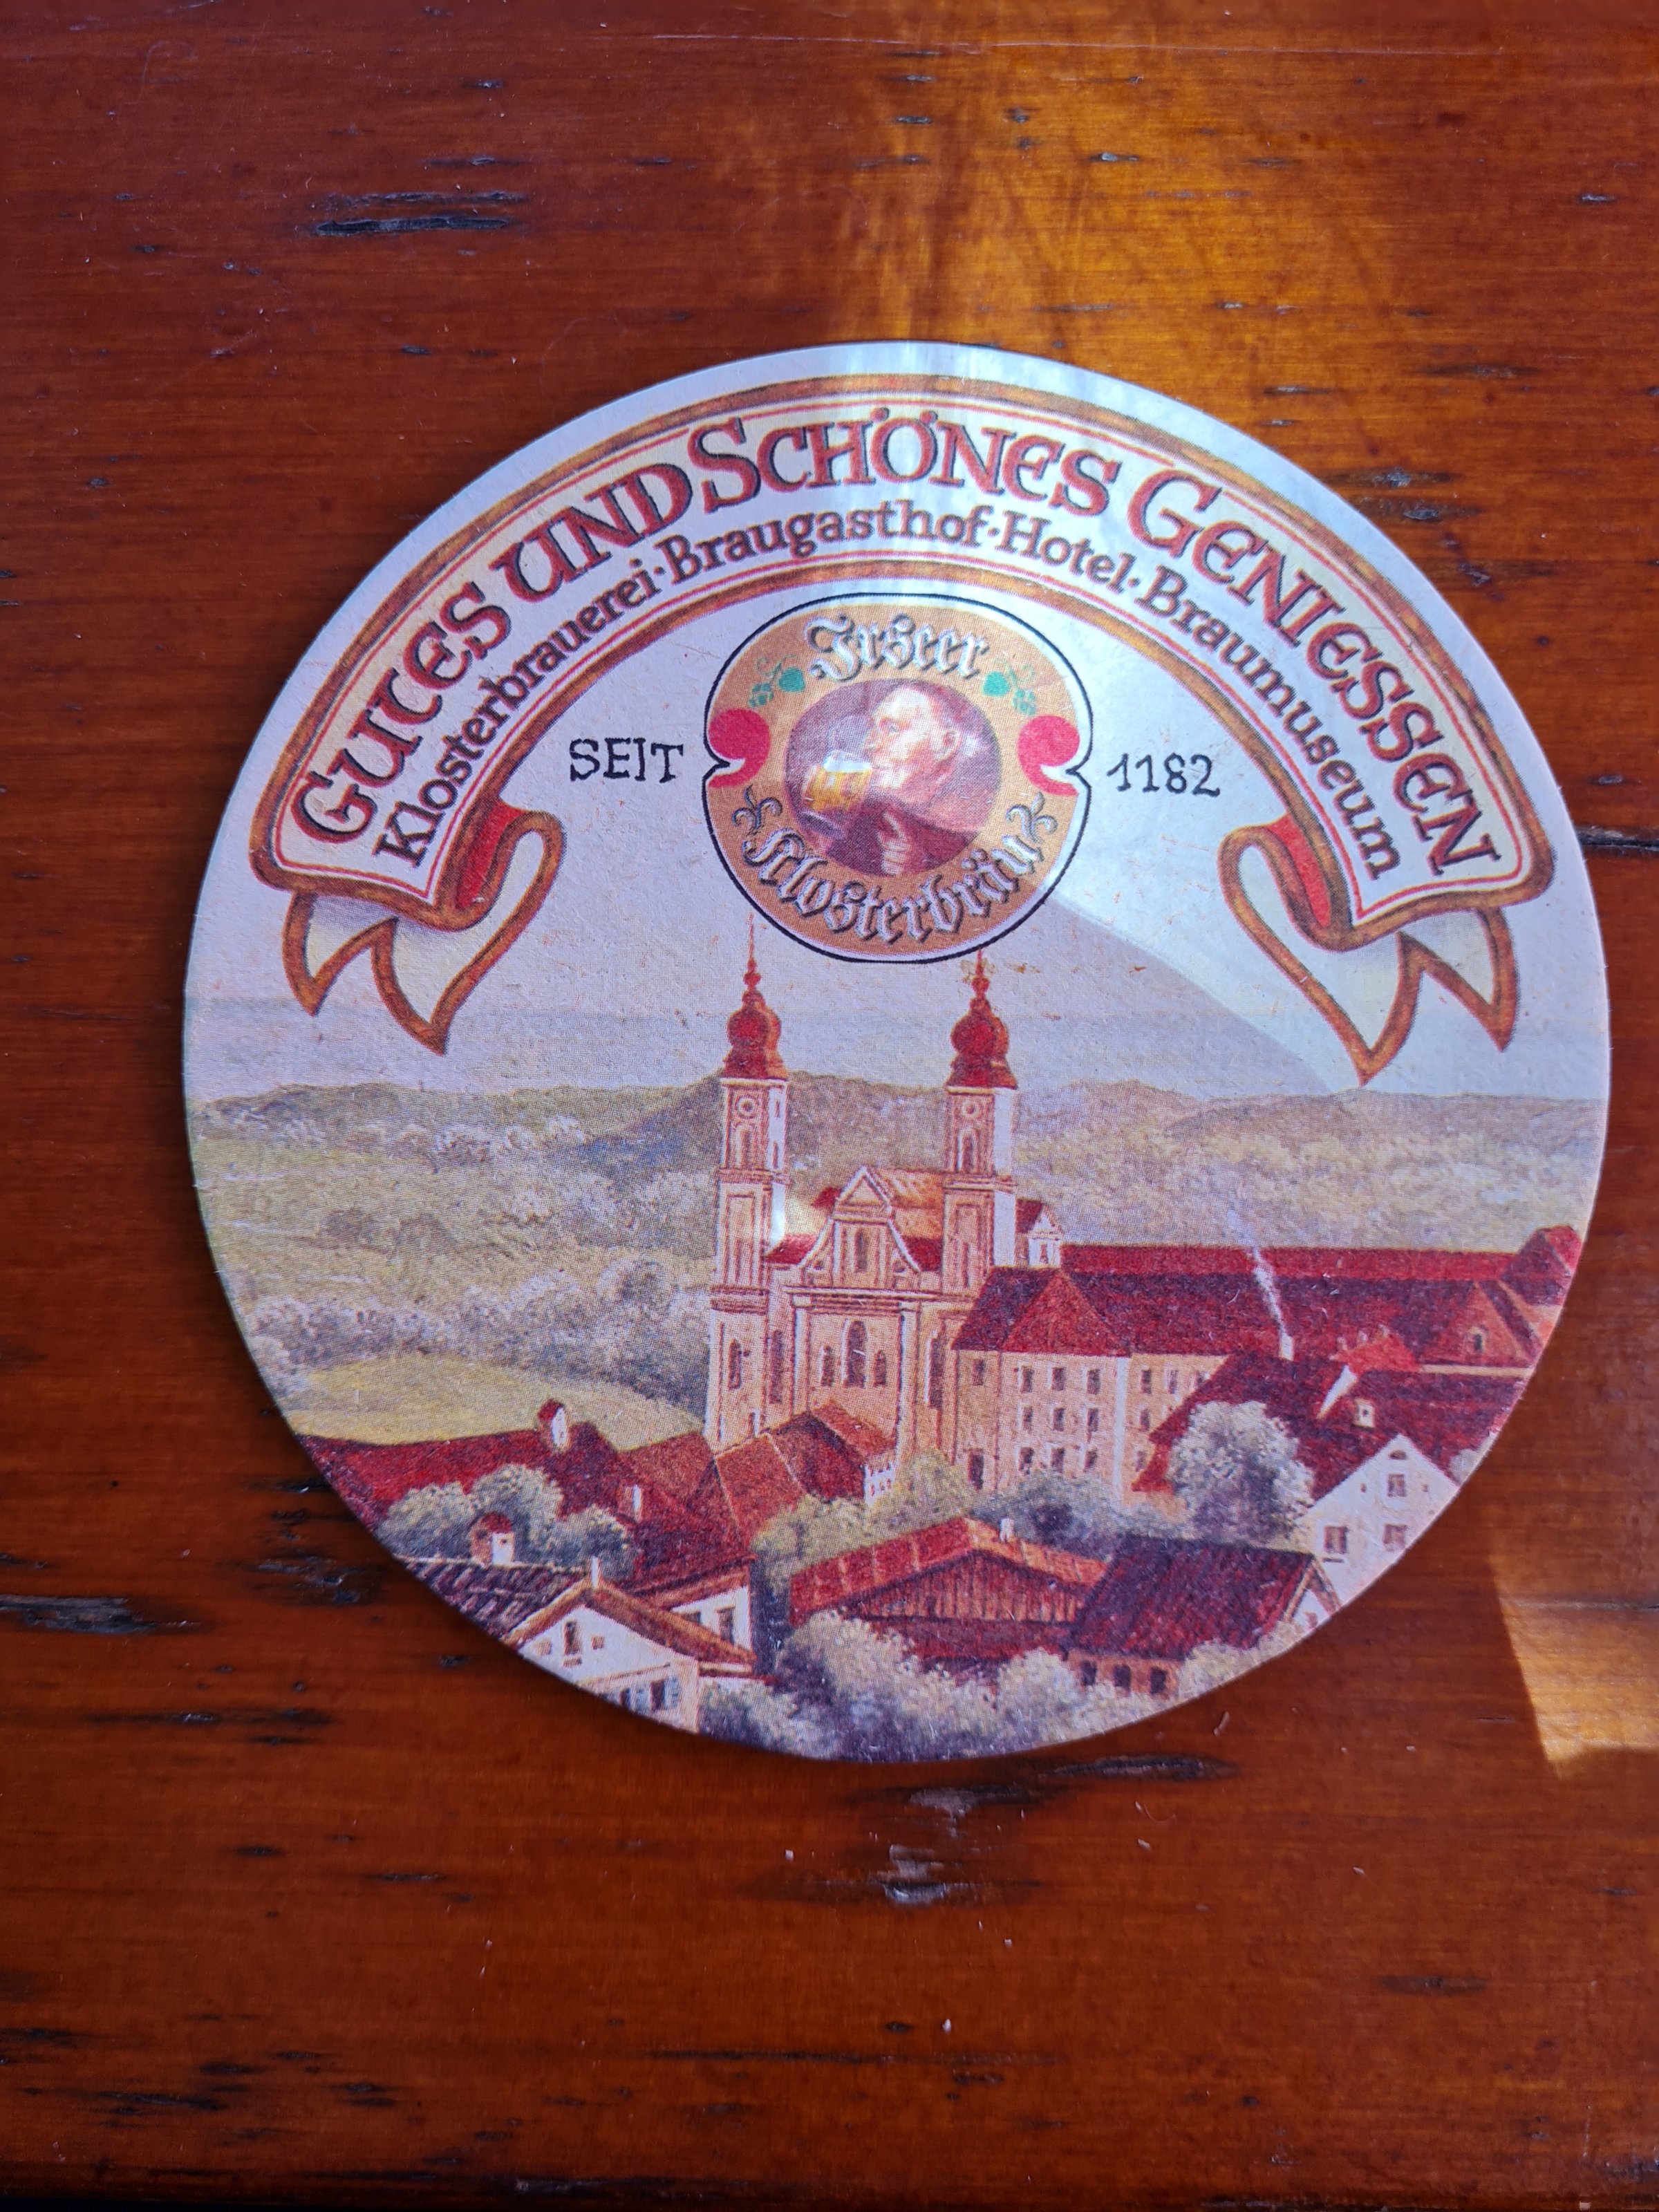 GUTES UND SCHÖNES GENIESSEN
Klosterbrauerei·Braugasthof·Hotel·Braumuseum
Irseer
SEIT 1182
Klosterbräu